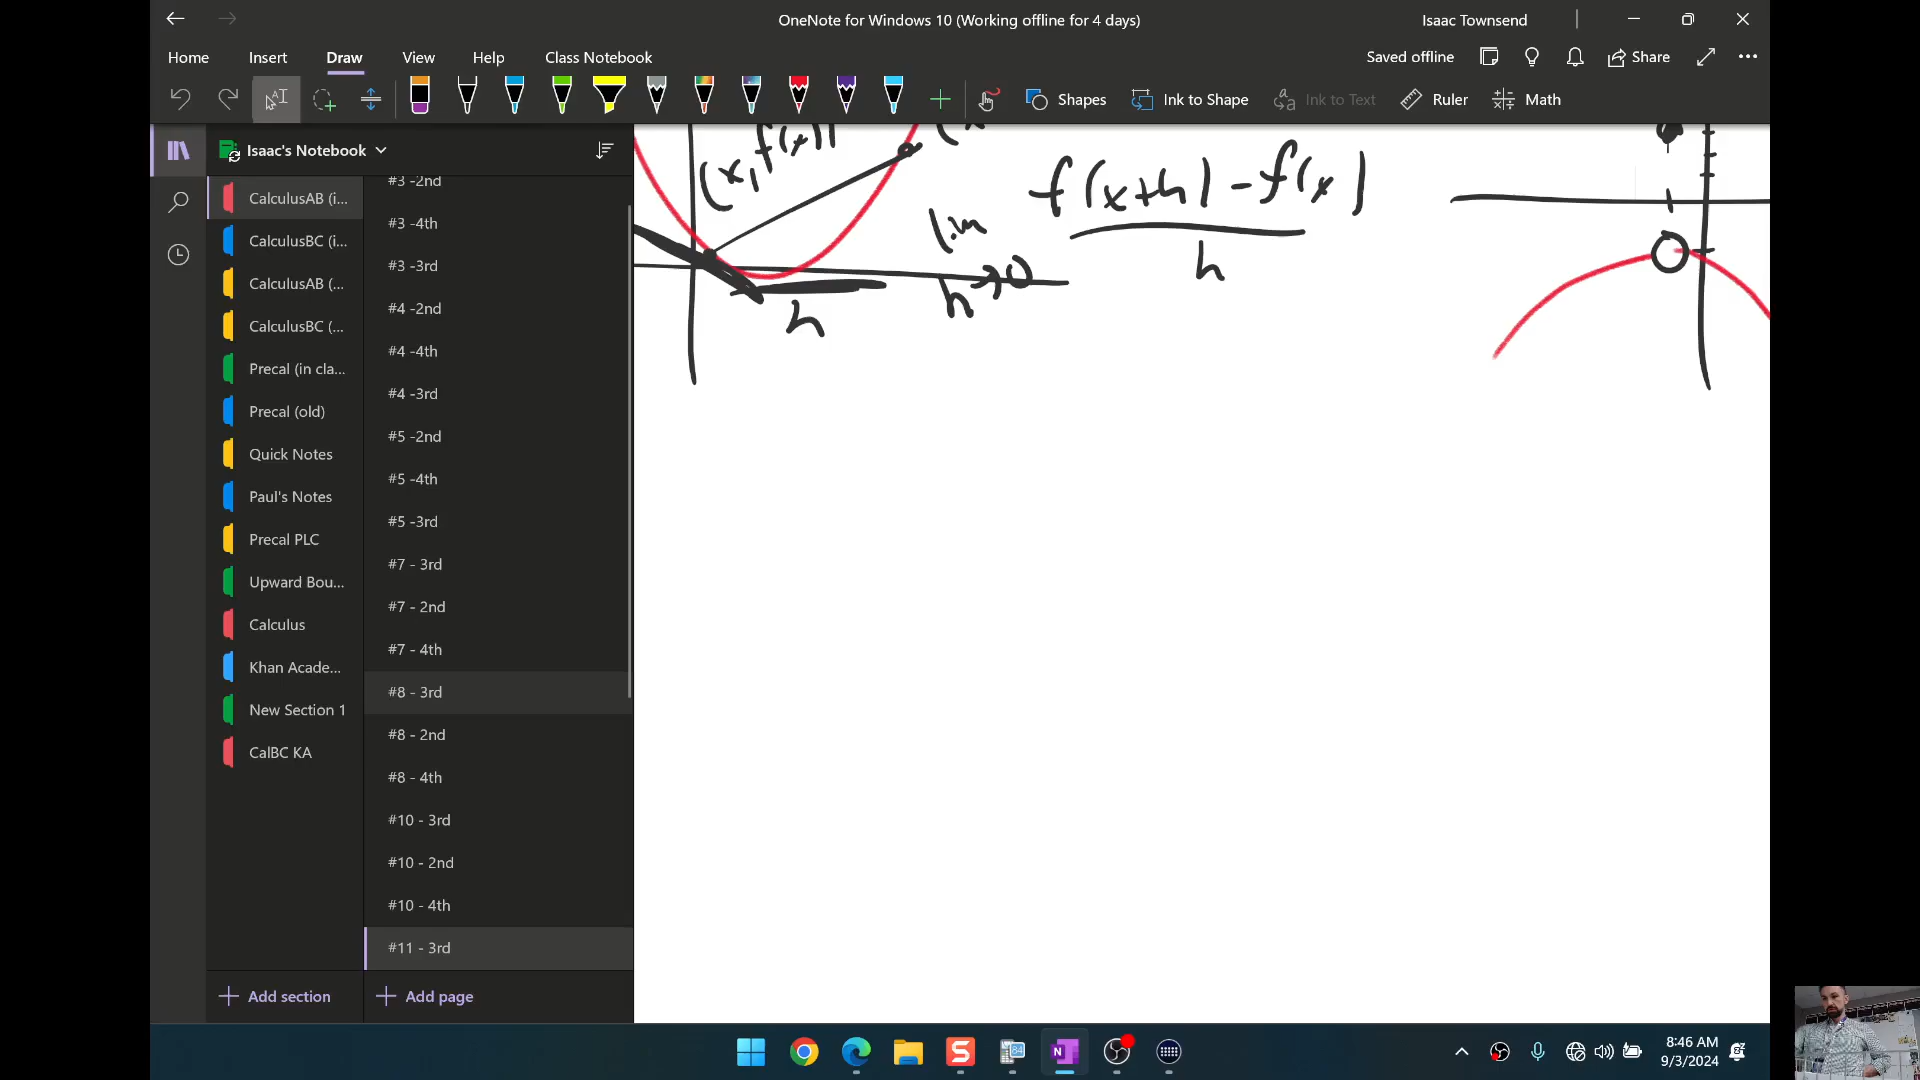 OneNote for Windows 10 (Working offline for 4 days)
Isaac Townsend
Home Insert Draw View Help Class Notebook
Saved offline
Share
Shapes
Ink to Shape
Ink to Text
Ruler
Math
Isaac's Notebook
CalculusAB (i...
CalculusBC (i...
CalculusAB (...
CalculusBC (...
Precal (in cla...
Precal (old)
Quick Notes
Paul's Notes
Precal PLC
Upward Bou...
Calculus
Khan Acade...
New Section 1
CalBC KA
Add section
#3 -2nd
#3 -4th
#3 -3rd
#4 -2nd
#4 -4th
#4 -3rd
#5 -2nd
#5 -4th
#5 -3rd
#7 - 3rd
#7 - 2nd
#7 - 4th
#8 - 3rd
#8 - 2nd
#8 - 4th
#10 - 3rd
#10 - 2nd
#10 - 4th
#11 - 3rd
Add page
(x, f(x))
(x
f(x+h) - f(x)
lim
h
h→0
h
8:46 AM
9/3/2024